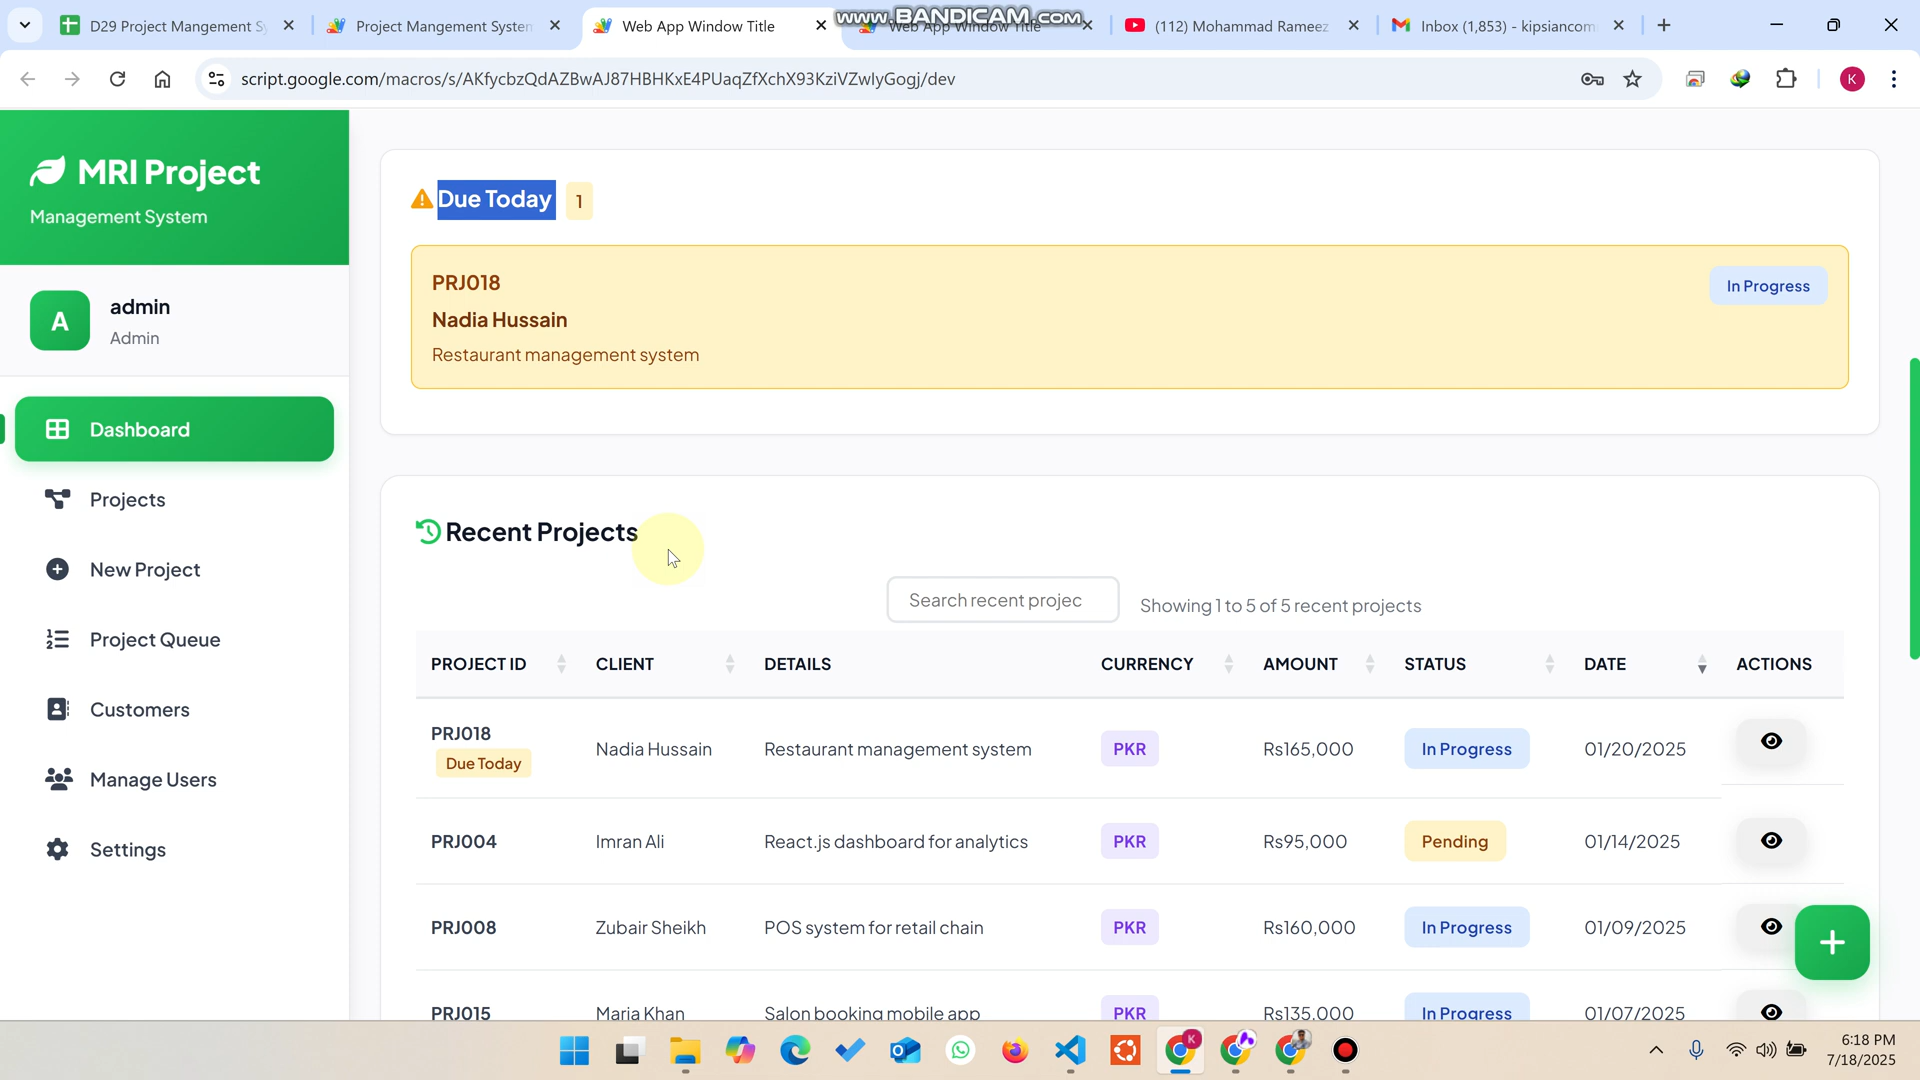 D29 Project Mangement Sy
Project Mangement System
Web App Window Title
Web App Window Title
(112) Mohammad Rameez
Inbox (1,853) - kipsiancom
www.BANDICAM.com
script.google.com/macros/s/AKfycbzQdAZBwAJ87HBHKxE4PUaqZfXchX93KziVZwIyGogj/dev
K
MRI Project
Management System
A
admin
Admin
Dashboard
Projects
New Project
Project Queue
Customers
Manage Users
Settings
Due Today 1
PRJ018
In Progress
Nadia Hussain
Restaurant management system
Recent Projects
Search recent projec
Showing 1 to 5 of 5 recent projects
PROJECT ID CLIENT DETAILS CURRENCY AMOUNT STATUS DATE ACTIONS
PRJ018 Due Today Nadia Hussain Restaurant management system PKR Rs165,000 In Progress 01/20/2025
PRJ004 Imran Ali React.js dashboard for analytics PKR Rs95,000 Pending 01/14/2025
PRJ008 Zubair Sheikh POS system for retail chain PKR Rs160,000 In Progress 01/09/2025
PRJ015 Maria Khan Salon booking mobile app PKR Rs135,000 In Progress 01/07/2025
6:18 PM
7/18/2025